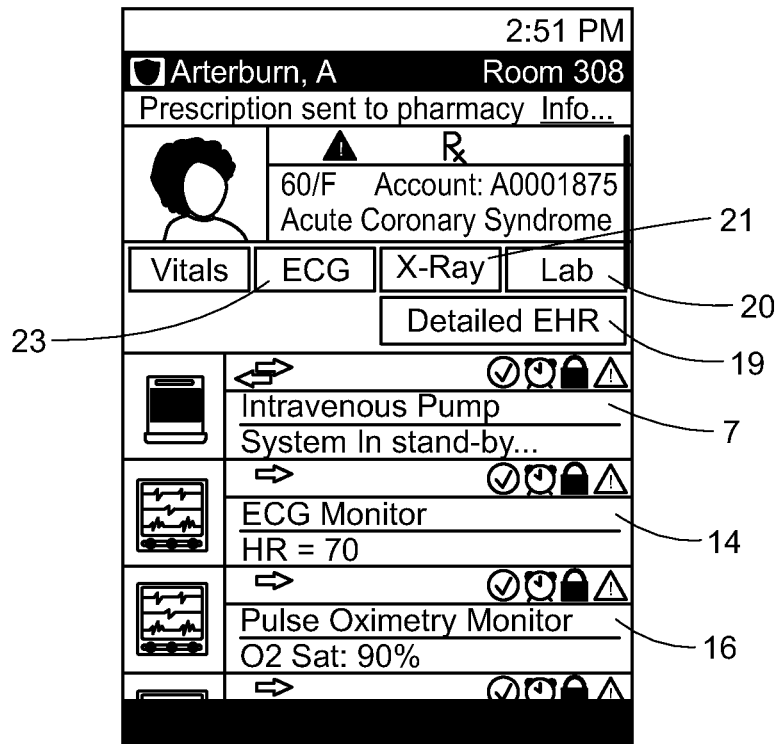 2:51 PM
Arterburn, A Room 308
Prescription sent to pharmacy Info...
℞
60/F Account: A0001875
Acute Coronary Syndrome
21
Vitals ECG X-Ray Lab
20
Detailed EHR
23
19
Intravenous Pump
7
System In stand-by...
ECG Monitor
14
HR = 70
Pulse Oximetry Monitor
16
O2 Sat: 90%